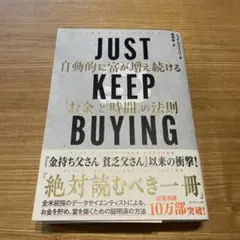 JUST
自動的に富が増え続ける
KEEP
「お金」と「時間」の法則
BUYING
『金持ち父さん 貧乏父さん』以来の衝撃!
「絶対読むべき一冊」
全米屈指のデータサイエンティストによる、
お金を貯め、富を築くための証明済の方法
10万部突破!